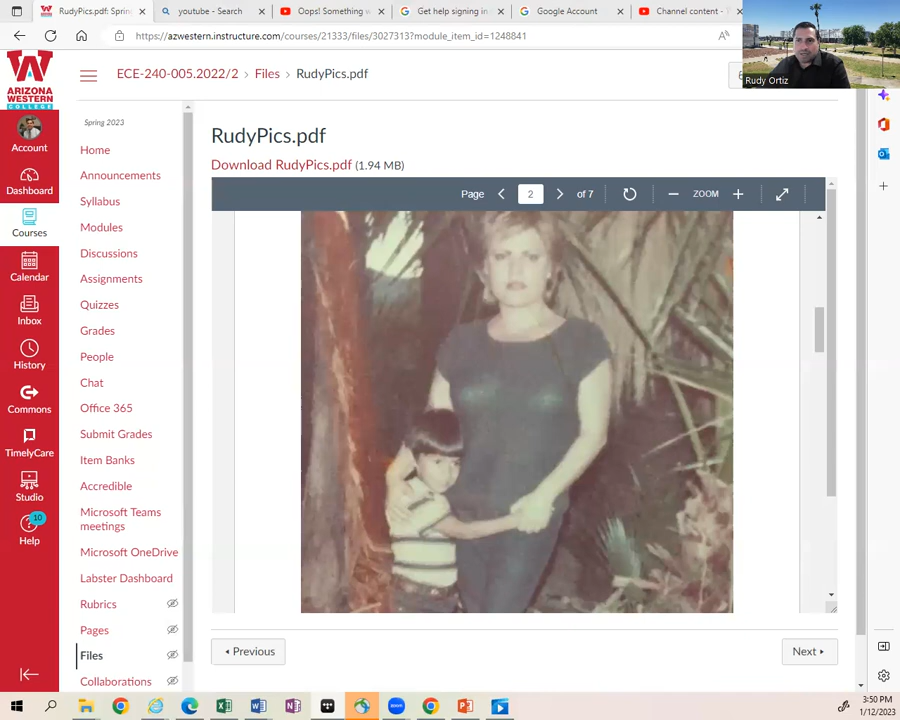 RudyPics.pdf: Spring
youtube - Search
Oops! Something w
Get help signing in
Google Account
Channel content -
https://azwestern.instructure.com/courses/21333/files/3027313?module_item_id=1248841
Rudy Ortiz
ARIZONA
WESTERN
COLLEGE
Account
Dashboard
Courses
Calendar
Inbox
History
Commons
TimelyCare
Studio
10
Help
ECE-240-005.2022/2 > Files > RudyPics.pdf
Spring 2023
Home
Announcements
Syllabus
Modules
Discussions
Assignments
Quizzes
Grades
People
Chat
Office 365
Submit Grades
Item Banks
Accredible
Microsoft Teams
meetings
Microsoft OneDrive
Labster Dashboard
Rubrics
Pages
Files
Collaborations
RudyPics.pdf
Download RudyPics.pdf (1.94 MB)
Page 2 of 7 ZOOM
Previous
Next
3:50 PM
1/12/2023